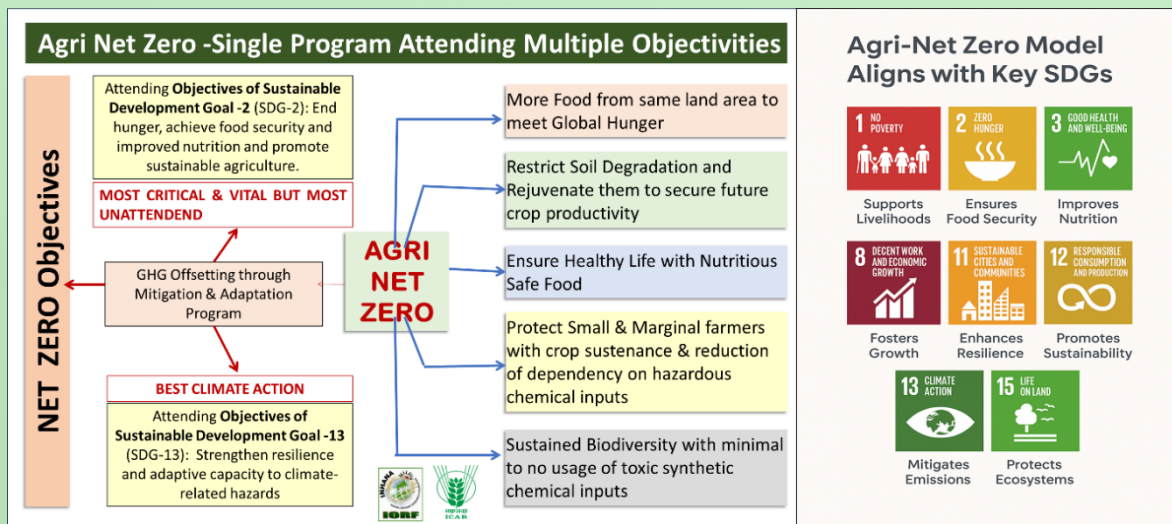 Agri Net Zero -Single Program Attending Multiple Objectivities
NET ZERO Objectives
Attending Objectives of Sustainable
Development Goal -2 (SDG-2): End
hunger, achieve food security and
improved nutrition and promote
sustainable agriculture.
MOST CRITICAL & VITAL BUT MOST
UNATTENDEND
GHG Offsetting through
Mitigation & Adaptation
Program
BEST CLIMATE ACTION
Attending Objectives of
Sustainable Development Goal -13
(SDG-13): Strengthen resilience
and adaptive capacity to climate-
related hazards
AGRI
NET
ZERO
More Food from same land area to
meet Global Hunger
Restrict Soil Degradation and
Rejuvenate them to secure future
crop productivity
Ensure Healthy Life with Nutritious
Safe Food
Protect Small & Marginal farmers
with crop sustenance & reduction
of dependency on hazardous
chemical inputs
Sustained Biodiversity with minimal
to no usage of toxic synthetic
chemical inputs
INHANA
IORF
ICAR
Agri-Net Zero Model
Aligns with Key SDGs
1 NO
POVERTY
Supports
Livelihoods
2 ZERO
HUNGER
Ensures
Food Security
3 GOOD HEALTH
AND WELL-BEING
Improves
Nutrition
8 DECENT WORK
AND ECONOMIC
GROWTH
Fosters
Growth
11 SUSTAINABLE
CITIES AND
COMMUNITIES
Enhances
Resilience
12 RESPONSIBLE
CONSUMPTION
AND PRODUCTION
Promotes
Sustainability
13 CLIMATE
ACTION
Mitigates
Emissions
15 LIFE
ON LAND
Protects
Ecosystems